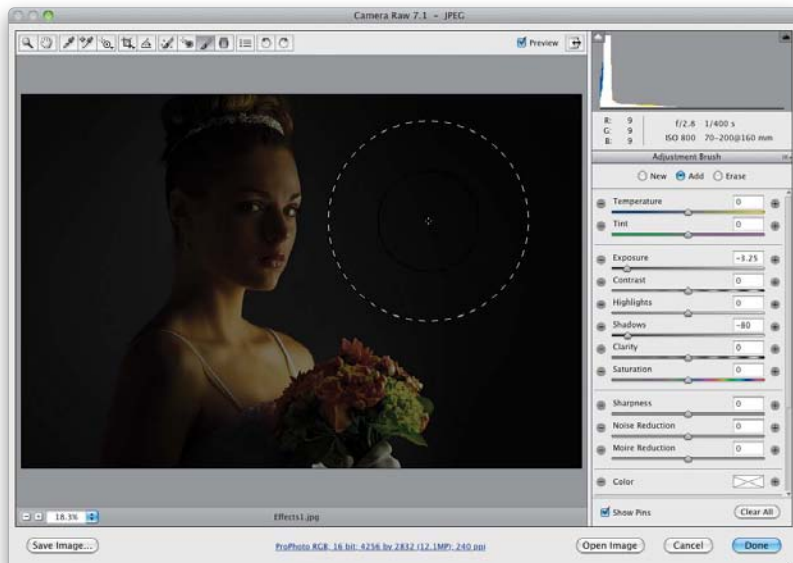 Camera Raw 7.1 – JPEG
Preview
R: 9
G: 9
B: 9
f/2.8 1/400 s
ISO 800 70-200@160 mm
Adjustment Brush
New Add Erase
Temperature 0
Tint 0
Exposure -3.25
Contrast 0
Highlights 0
Shadows -80
Clarity 0
Saturation 0
Sharpness 0
Noise Reduction 0
Moire Reduction 0
Color
Show Pins Clear All
18.3% Effects1.jpg
Save Image... ProPhoto RGB; 16 bit; 4256 by 2832 (12.1MP); 240 ppi Open Image Cancel Done